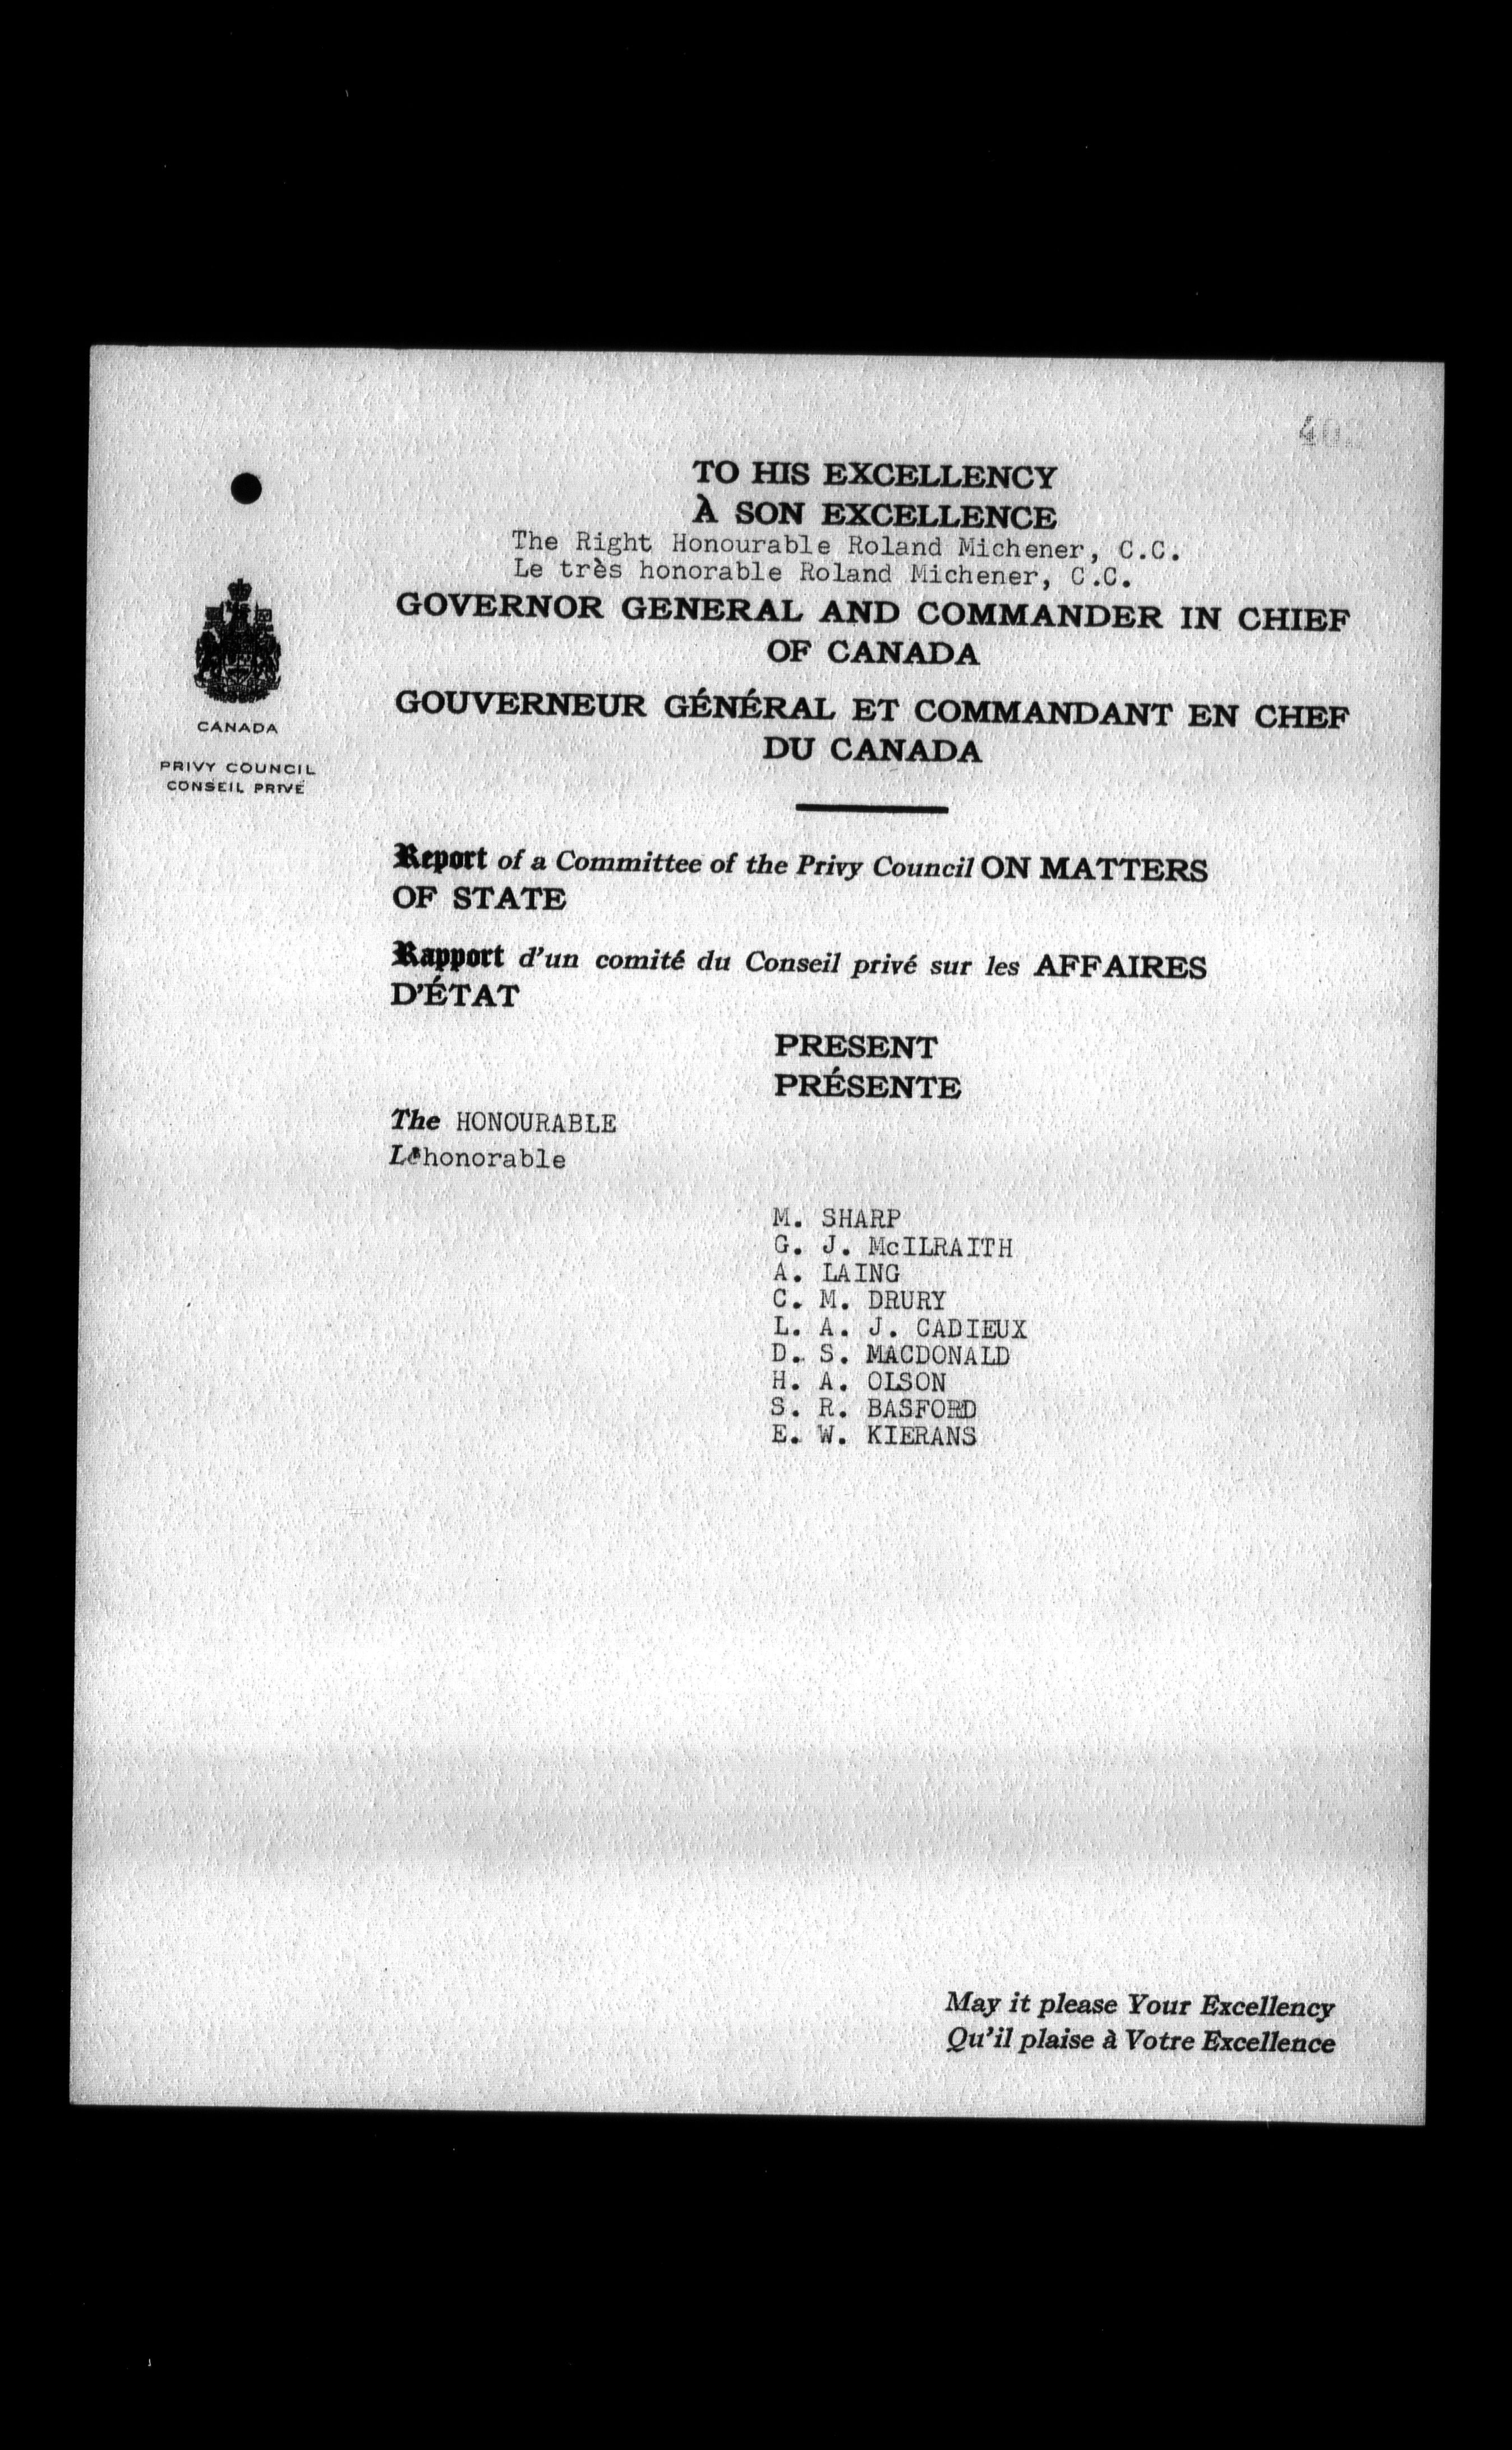 TO HIS EXCELLENCY
À SON EXCELLENCE
The Right Honourable Roland Michener, C.C.
Le très honorable Roland Michener, C.C.
GOVERNOR GENERAL AND COMMANDER IN CHIEF
OF CANADA
GOUVERNEUR GÉNÉRAL ET COMMANDANT EN CHEF
DU CANADA
CANADA
PRIVY COUNCIL
CONSEIL PRIVÉ
Report of a Committee of the Privy Council ON MATTERS
OF STATE
Rapport d'un comité du Conseil privé sur les AFFAIRES
D'ÉTAT
PRESENT
PRÉSENTE
The HONOURABLE
L'honorable
M. SHARP
G. J. McILRAITH
A. LAING
C. M. DRURY
L. A. J. CADIEUX
D. S. MACDONALD
H. A. OLSON
S. R. BASFORD
E. W. KIERANS
May it please Your Excellency
Qu'il plaise à Votre Excellence